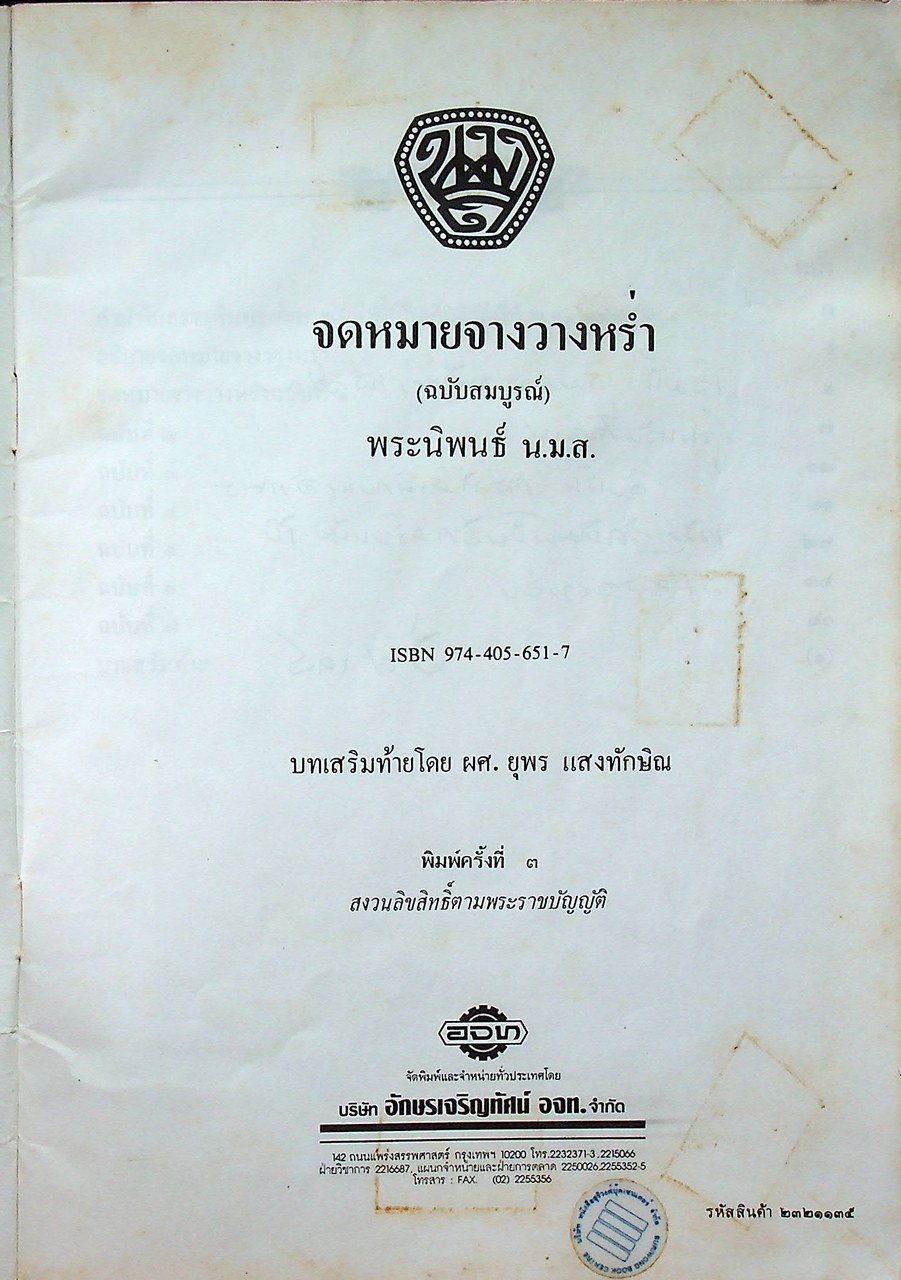 จดหมายจางวางหร่ำ
(ฉบับสมบูรณ์)
พระนิพนธ์ น.ม.ส.
ISBN 974-405-651-7
บทเสริมท้ายโดย ผศ. ยุพร แสงทักษิณ
พิมพ์ครั้งที่ ๓
สงวนลิขสิทธิ์ตามพระราชบัญญัติ
อจท
จัดพิมพ์และจำหน่ายทั่วประเทศโดย
บริษัท อักษรเจริญทัศน์ อจท. จำกัด
142 ถนนแพร่งสรรพศาสตร์ กรุงเทพฯ 10200 โทร.2232371-3,2215066
ฝ่ายวิชาการ 2216687, แผนกจำหน่ายและฝ่ายการตลาด 2250026,2255352-5
โทรสาร : FAX. (02) 2255356
รหัสสินค้า ๒๓๒๑๑๓๕
SURIWONG BOOK CENTRE